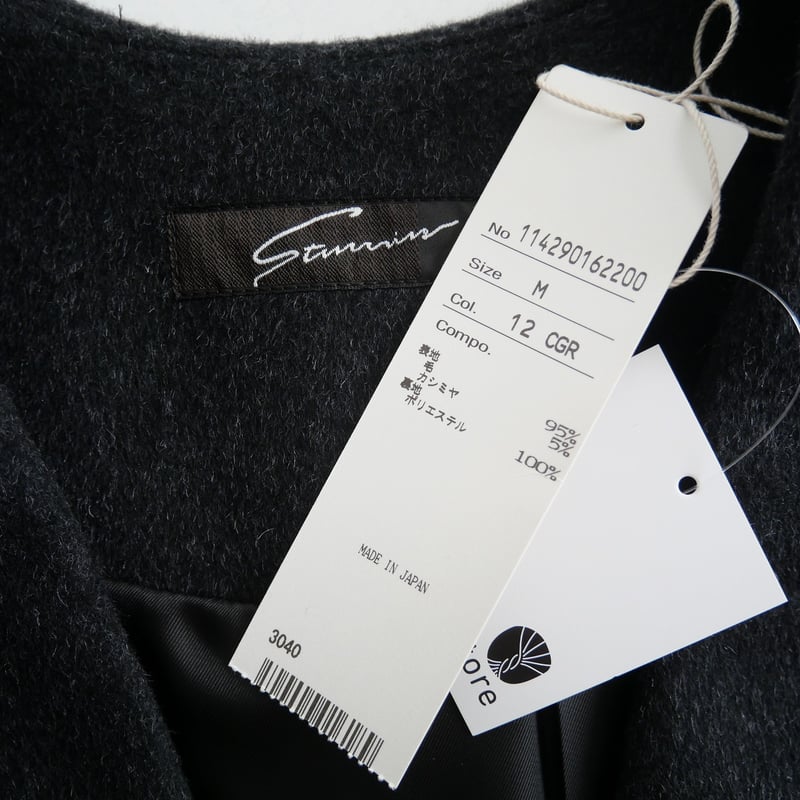 Stunning
No 114290162200
Size M
Col. 12 CGR
Compo.
表地
毛 95%
カシミヤ 5%
裏地
ポリエステル 100%
MADE IN JAPAN
3040
ore